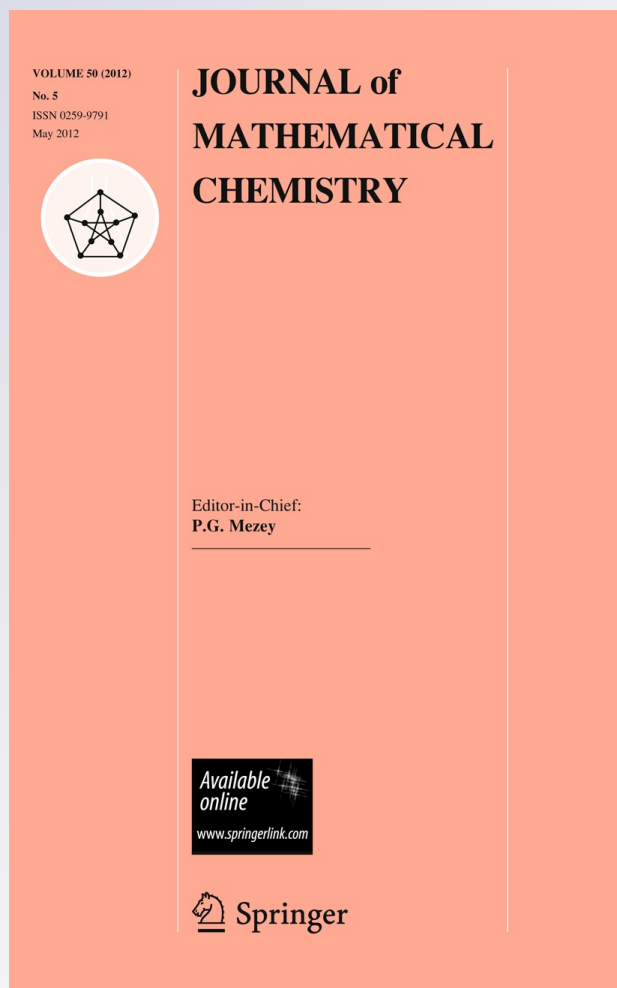 VOLUME 50 (2012)
No. 5
ISSN 0259-9791
May 2012
JOURNAL of
MATHEMATICAL
CHEMISTRY
Editor-in-Chief:
P.G. Mezey
Available
online
www.springerlink.com
Springer